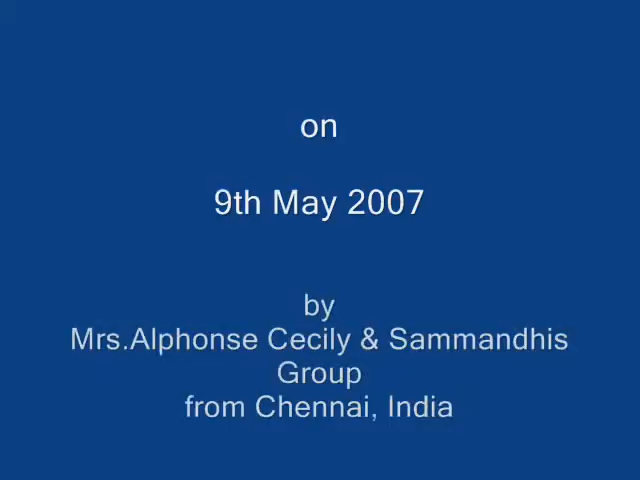 on
9th May 2007
by
Mrs.Alphonse Cecily & Sammandhis
Group
from Chennai, India